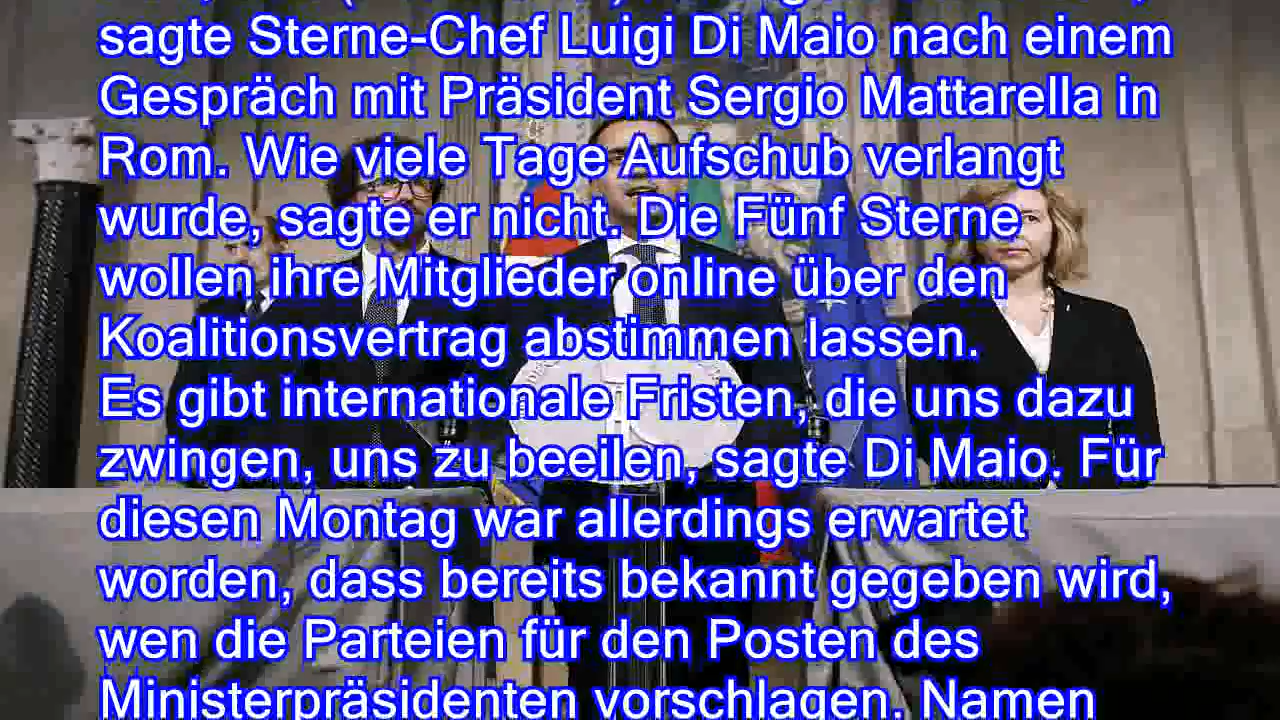 sagte Sterne-Chef Luigi Di Maio nach einem
Gespräch mit Präsident Sergio Mattarella in
Rom. Wie viele Tage Aufschub verlangt
wurde, sagte er nicht. Die Fünf Sterne
wollen ihre Mitglieder online über den
Koalitionsvertrag abstimmen lassen.
Es gibt internationale Fristen, die uns dazu
zwingen, uns zu beeilen, sagte Di Maio. Für
diesen Montag war allerdings erwartet
worden, dass bereits bekannt gegeben wird,
wen die Parteien für den Posten des
Ministerpräsidenten vorschlagen. Namen